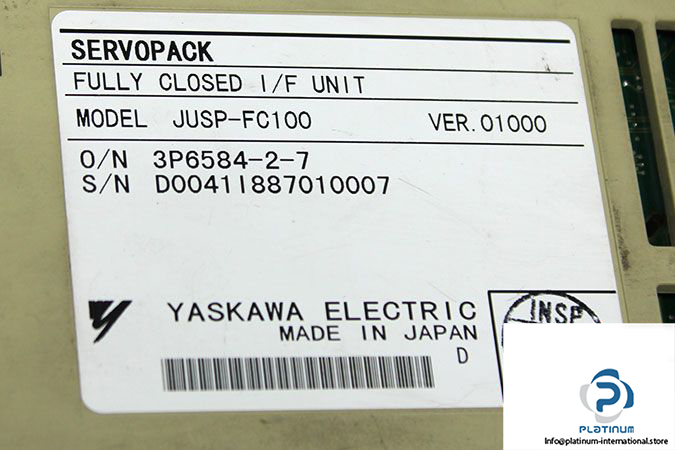 SERVOPACK
FULLY CLOSED I/F UNIT
MODEL JUSP-FC100 VER.01000
O/N 3P6584-2-7
S/N D0041I887010007
YASKAWA ELECTRIC
MADE IN JAPAN
D
INSP
PLATINUM
Info@platinum-international.store